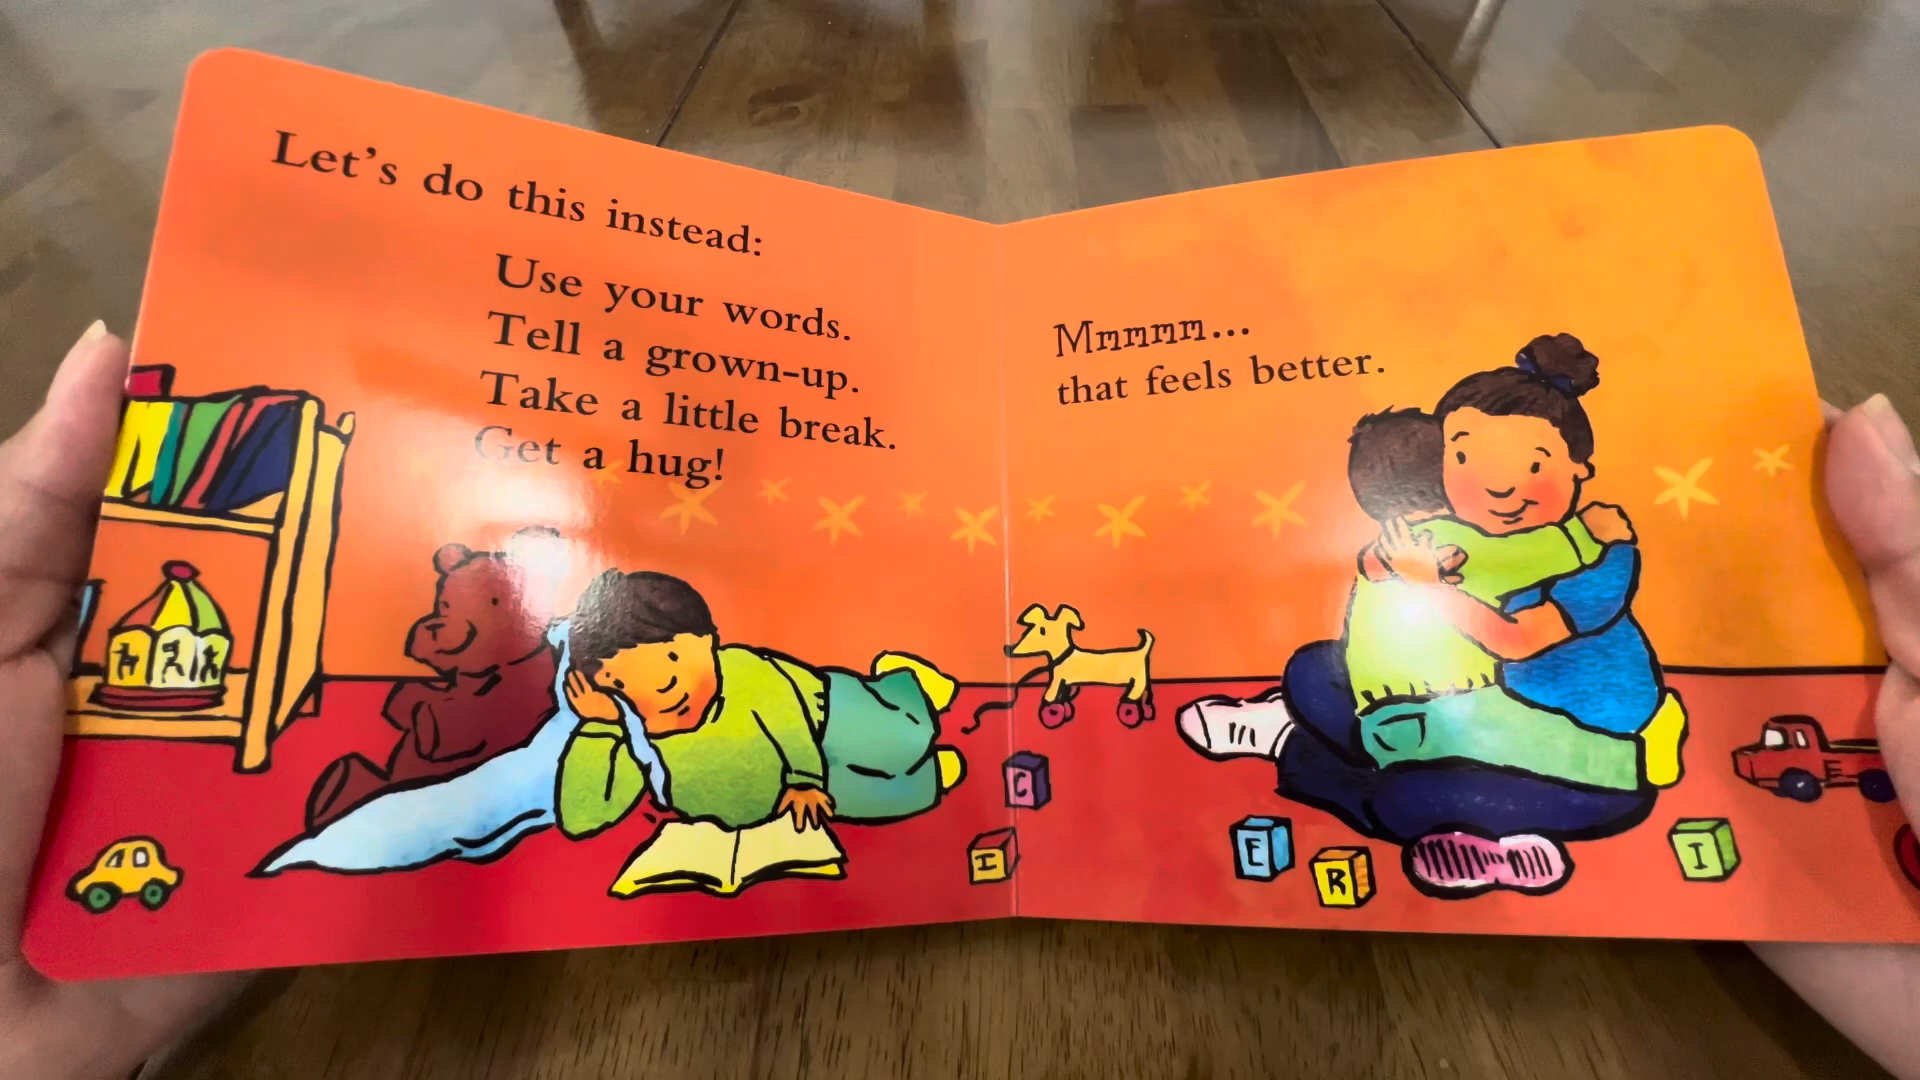 Let's do this instead:
Use your words.
Tell a grown-up.
Take a little break.
Get a hug!
Mmmmm...
that feels better.
C
I
E
R
I